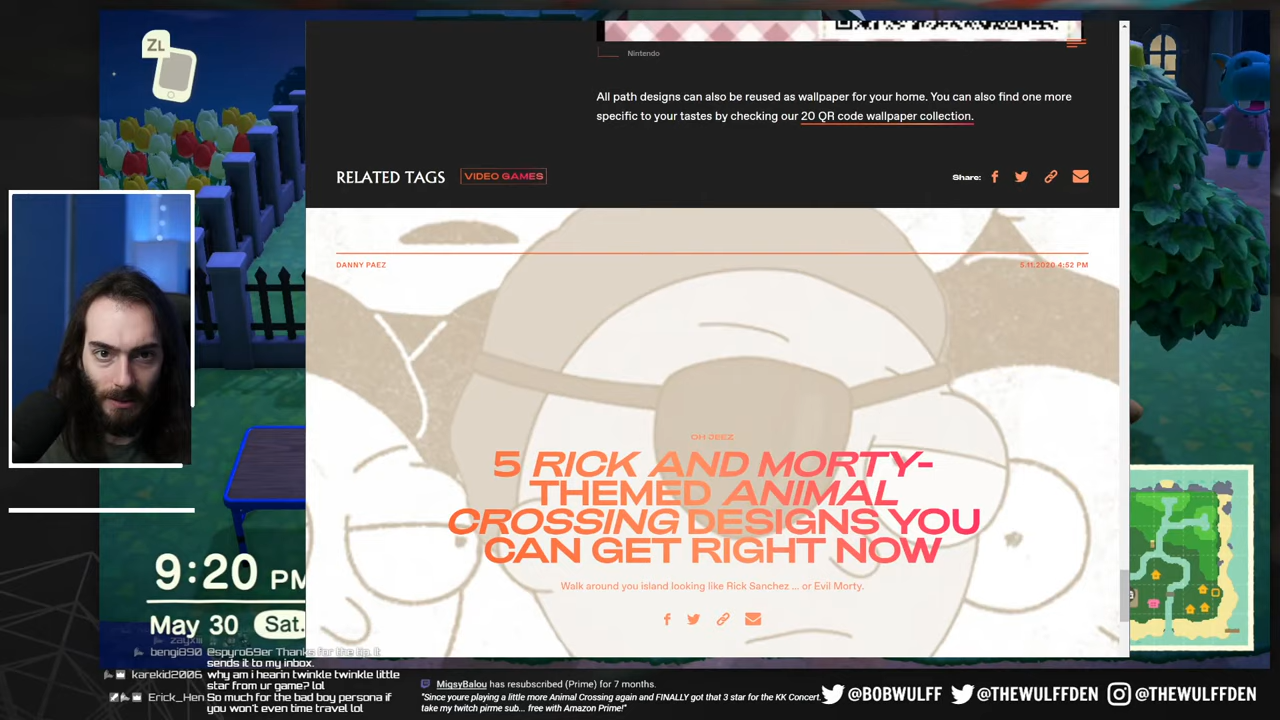 ZL
Nintendo
All path designs can also be reused as wallpaper for your home. You can also find one more
specific to your tastes by checking our 20 QR code wallpaper collection.
RELATED TAGS VIDEO GAMES
Share:
DANNY PAEZ
5.11.2020 4:52 PM
OH JEEZ
5 RICK AND MORTY-
THEMED ANIMAL
CROSSING DESIGNS YOU
CAN GET RIGHT NOW
Walk around you island looking like Rick Sanchez ... or Evil Morty.
9:20 PM
May 30 Sat.
bengi890 @spyro69er Thanks for the tip. It
sends it to my inbox.
karekid2006 why am i hearin twinkle twinkle little
star from ur game? lol
Erick_Hen So much for the bad boy persona if
you won't even time travel lol
MigsyBalou has resubscribed (Prime) for 7 months.
"Since youre playing a little more Animal Crossing again and FINALLY got that 3 star for the KK Concert.
take my twitch pirme sub... free with Amazon Prime!"
@BOBWULFF @THEWULFFDEN @THEWULFFDEN